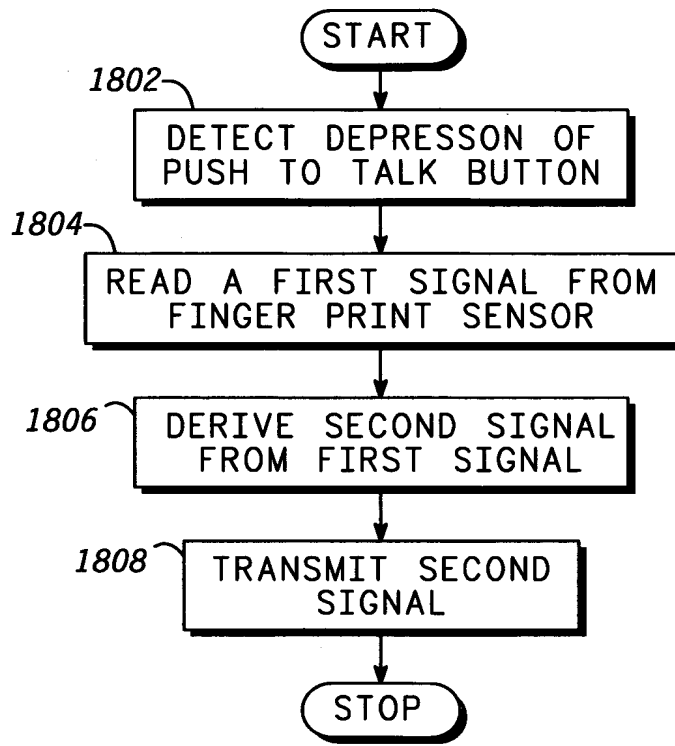 START
1802
DETECT DEPRESSON OF
PUSH TO TALK BUTTON
1804
READ A FIRST SIGNAL FROM
FINGER PRINT SENSOR
1806
DERIVE SECOND SIGNAL
FROM FIRST SIGNAL
1808
TRANSMIT SECOND
SIGNAL
STOP